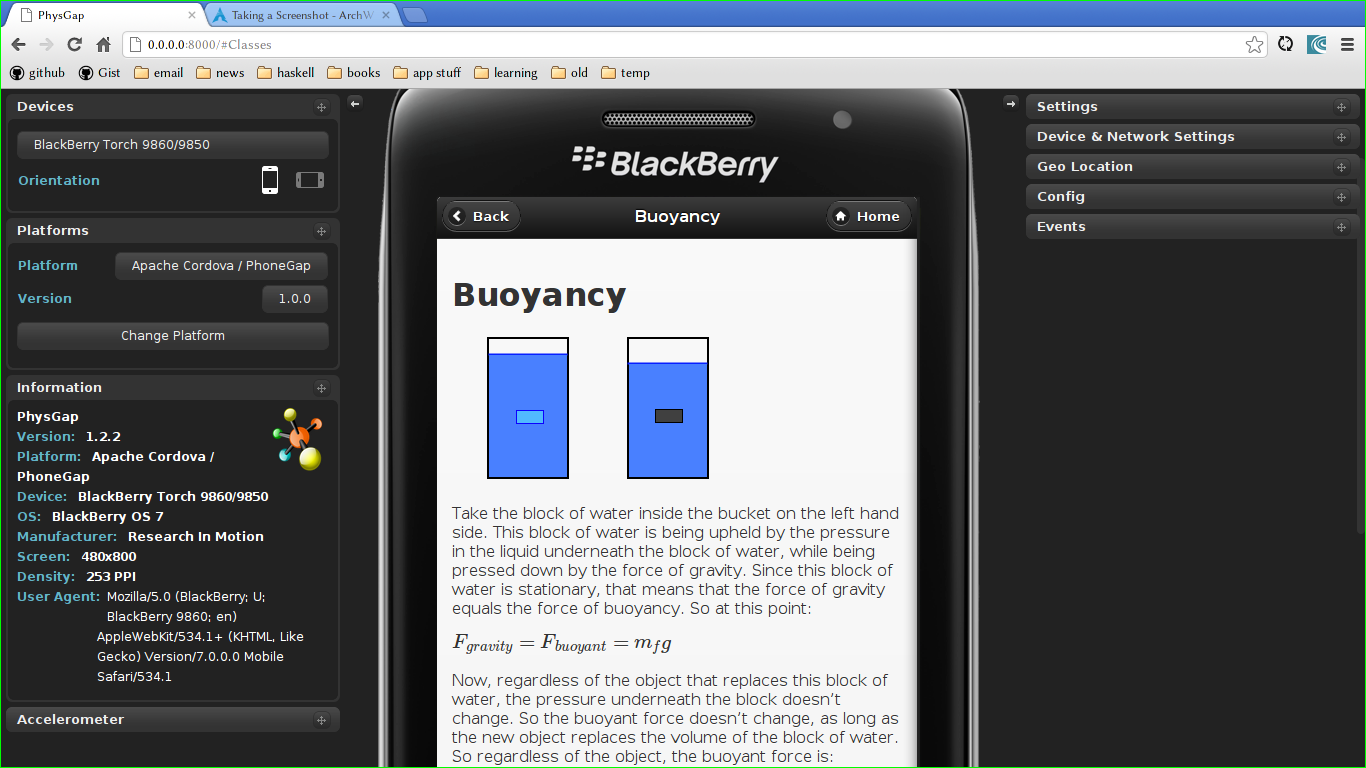 PhysGap
Taking a Screenshot - ArchW
0.0.0.0:8000/#Classes
github Gist email news haskell books app stuff learning old temp
Devices
BlackBerry Torch 9860/9850
Orientation
Platforms
Platform Apache Cordova / PhoneGap
Version 1.0.0
Change Platform
Information
PhysGap
Version: 1.2.2
Platform: Apache Cordova /
PhoneGap
Device: BlackBerry Torch 9860/9850
OS: BlackBerry OS 7
Manufacturer: Research In Motion
Screen: 480x800
Density: 253 PPI
User Agent: Mozilla/5.0 (BlackBerry; U;
BlackBerry 9860; en)
AppleWebKit/534.1+ (KHTML, Like
Gecko) Version/7.0.0.0 Mobile
Safari/534.1
Accelerometer
BlackBerry
Back Buoyancy Home
Buoyancy
Take the block of water inside the bucket on the left hand
side. This block of water is being upheld by the pressure
in the liquid underneath the block of water, while being
pressed down by the force of gravity. Since this block of
water is stationary, that means that the force of gravity
equals the force of buoyancy. So at this point:
F_gravity = F_buoyant = m_f g
Now, regardless of the object that replaces this block of
water, the pressure underneath the block doesn't
change. So the buoyant force doesn't change, as long as
the new object replaces the volume of the block of water.
So regardless of the object, the buoyant force is:
Settings
Device & Network Settings
Geo Location
Config
Events